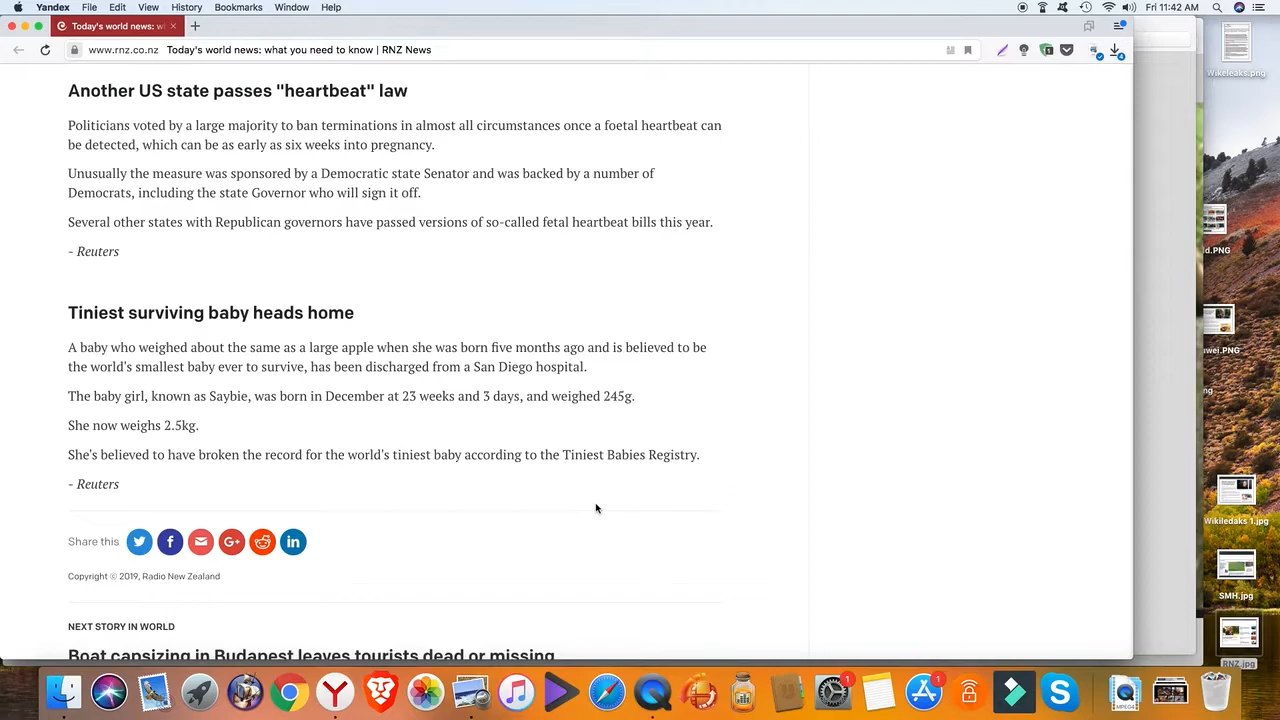 Yandex File Edit View History Bookmarks Window Help Fri 11:42 AM
Today's world news:
www.rnz.co.nz Today's world news: what you need to know | RNZ News
Another US state passes "heartbeat" law
Politicians voted by a large majority to ban terminations in almost all circumstances once a foetal heartbeat can
be detected, which can be as early as six weeks into pregnancy.
Unusually the measure was sponsored by a Democratic state Senator and was backed by a number of
Democrats, including the state Governor who will sign it off.
Several other states with Republican governors have passed versions of so-called fetal heartbeat bills this year.
- Reuters
Tiniest surviving baby heads home
A baby who weighed about the same as a large apple when she was born five months ago and is believed to be
the world's smallest baby ever to survive, has been discharged from a San Diego hospital.
The baby girl, known as Saybie, was born in December at 23 weeks and 3 days, and weighed 245g.
She now weighs 2.5kg.
She's believed to have broken the record for the world's tiniest baby according to the Tiniest Babies Registry.
- Reuters
Share this
Copyright © 2019, Radio New Zealand
NEXT STORY IN WORLD
Boat capsizing in Budapest leaves
Wikeleaks.png
d.PNG
wei.PNG
ng
Wikiledaks 1.jpg
SMH.jpg
RNZ.jpg
MPEG4